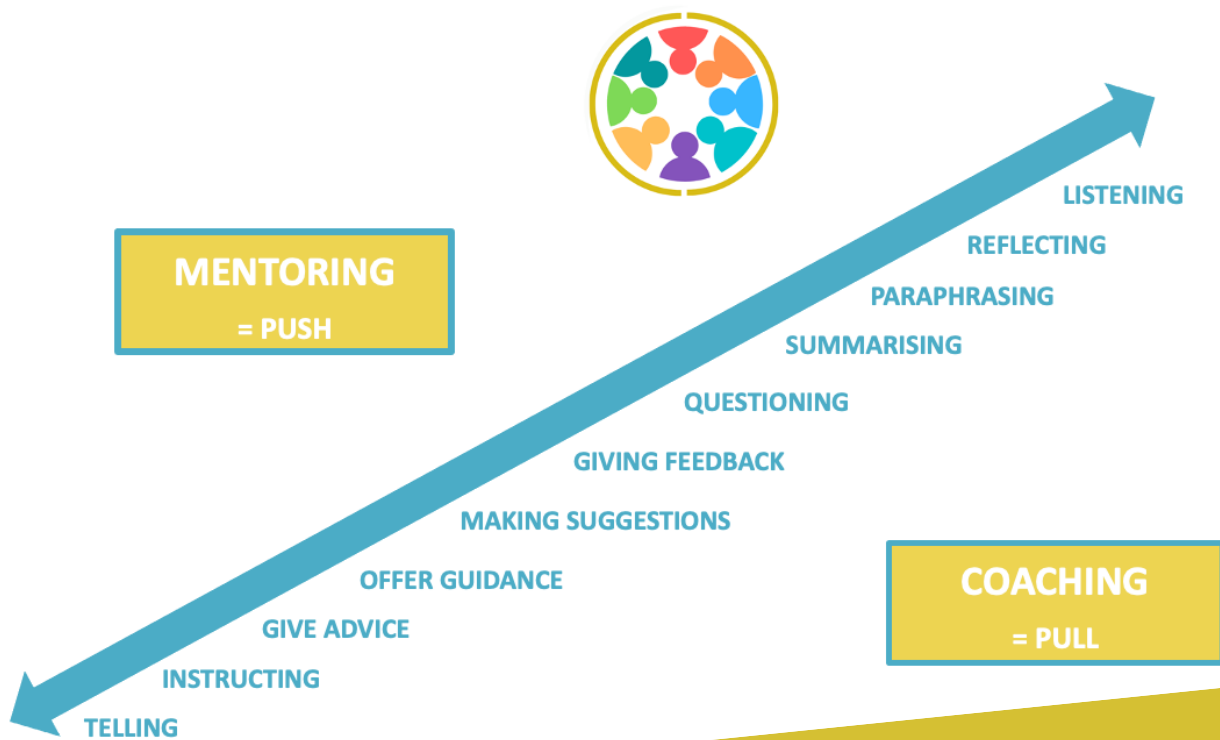 LISTENING
REFLECTING
MENTORING
= PUSH
PARAPHRASING
SUMMARISING
QUESTIONING
GIVING FEEDBACK
MAKING SUGGESTIONS
OFFER GUIDANCE
COACHING
= PULL
GIVE ADVICE
INSTRUCTING
TELLING